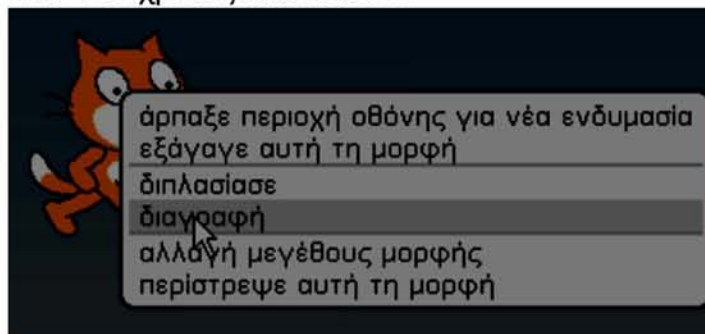 άρπαξε περιοχή οθόνης για νέα ενδυμασία
εξάγαγε αυτή τη μορφή
διπλασίασε
διαγραφή
αλλαγή μεγέθους μορφής
περίστρεψε αυτή τη μορφή